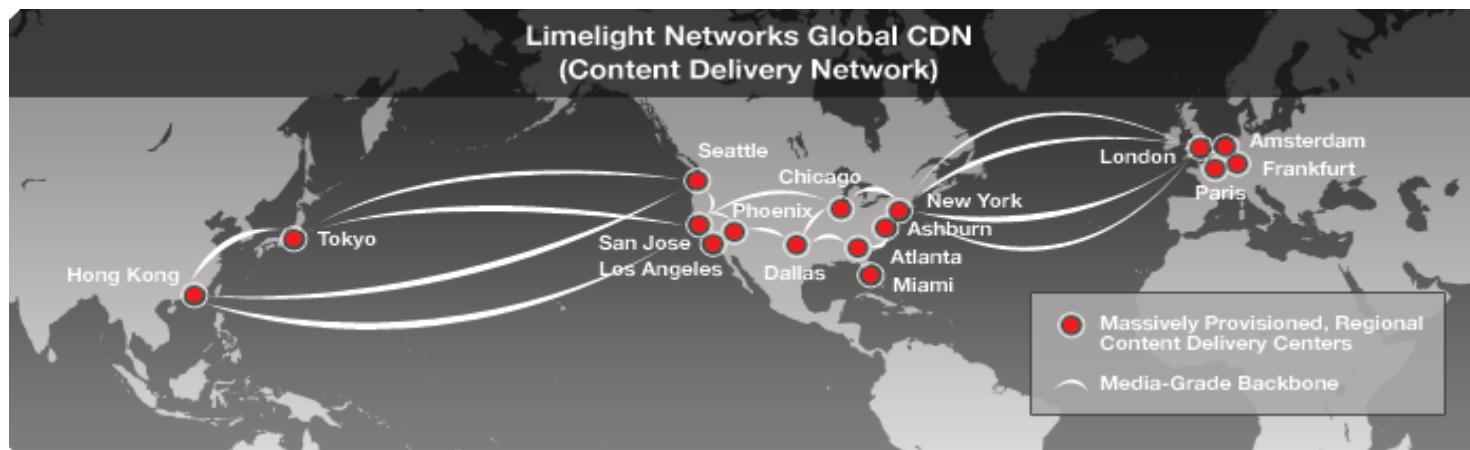 Limelight Networks Global CDN
(Content Delivery Network)
Seattle
Chicago
Phoenix
New York
Ashburn
San Jose
Los Angeles
Dallas
Atlanta
Miami
Tokyo
Hong Kong
London
Amsterdam
Frankfurt
Paris
Massively Provisioned, Regional
Content Delivery Centers
Media-Grade Backbone